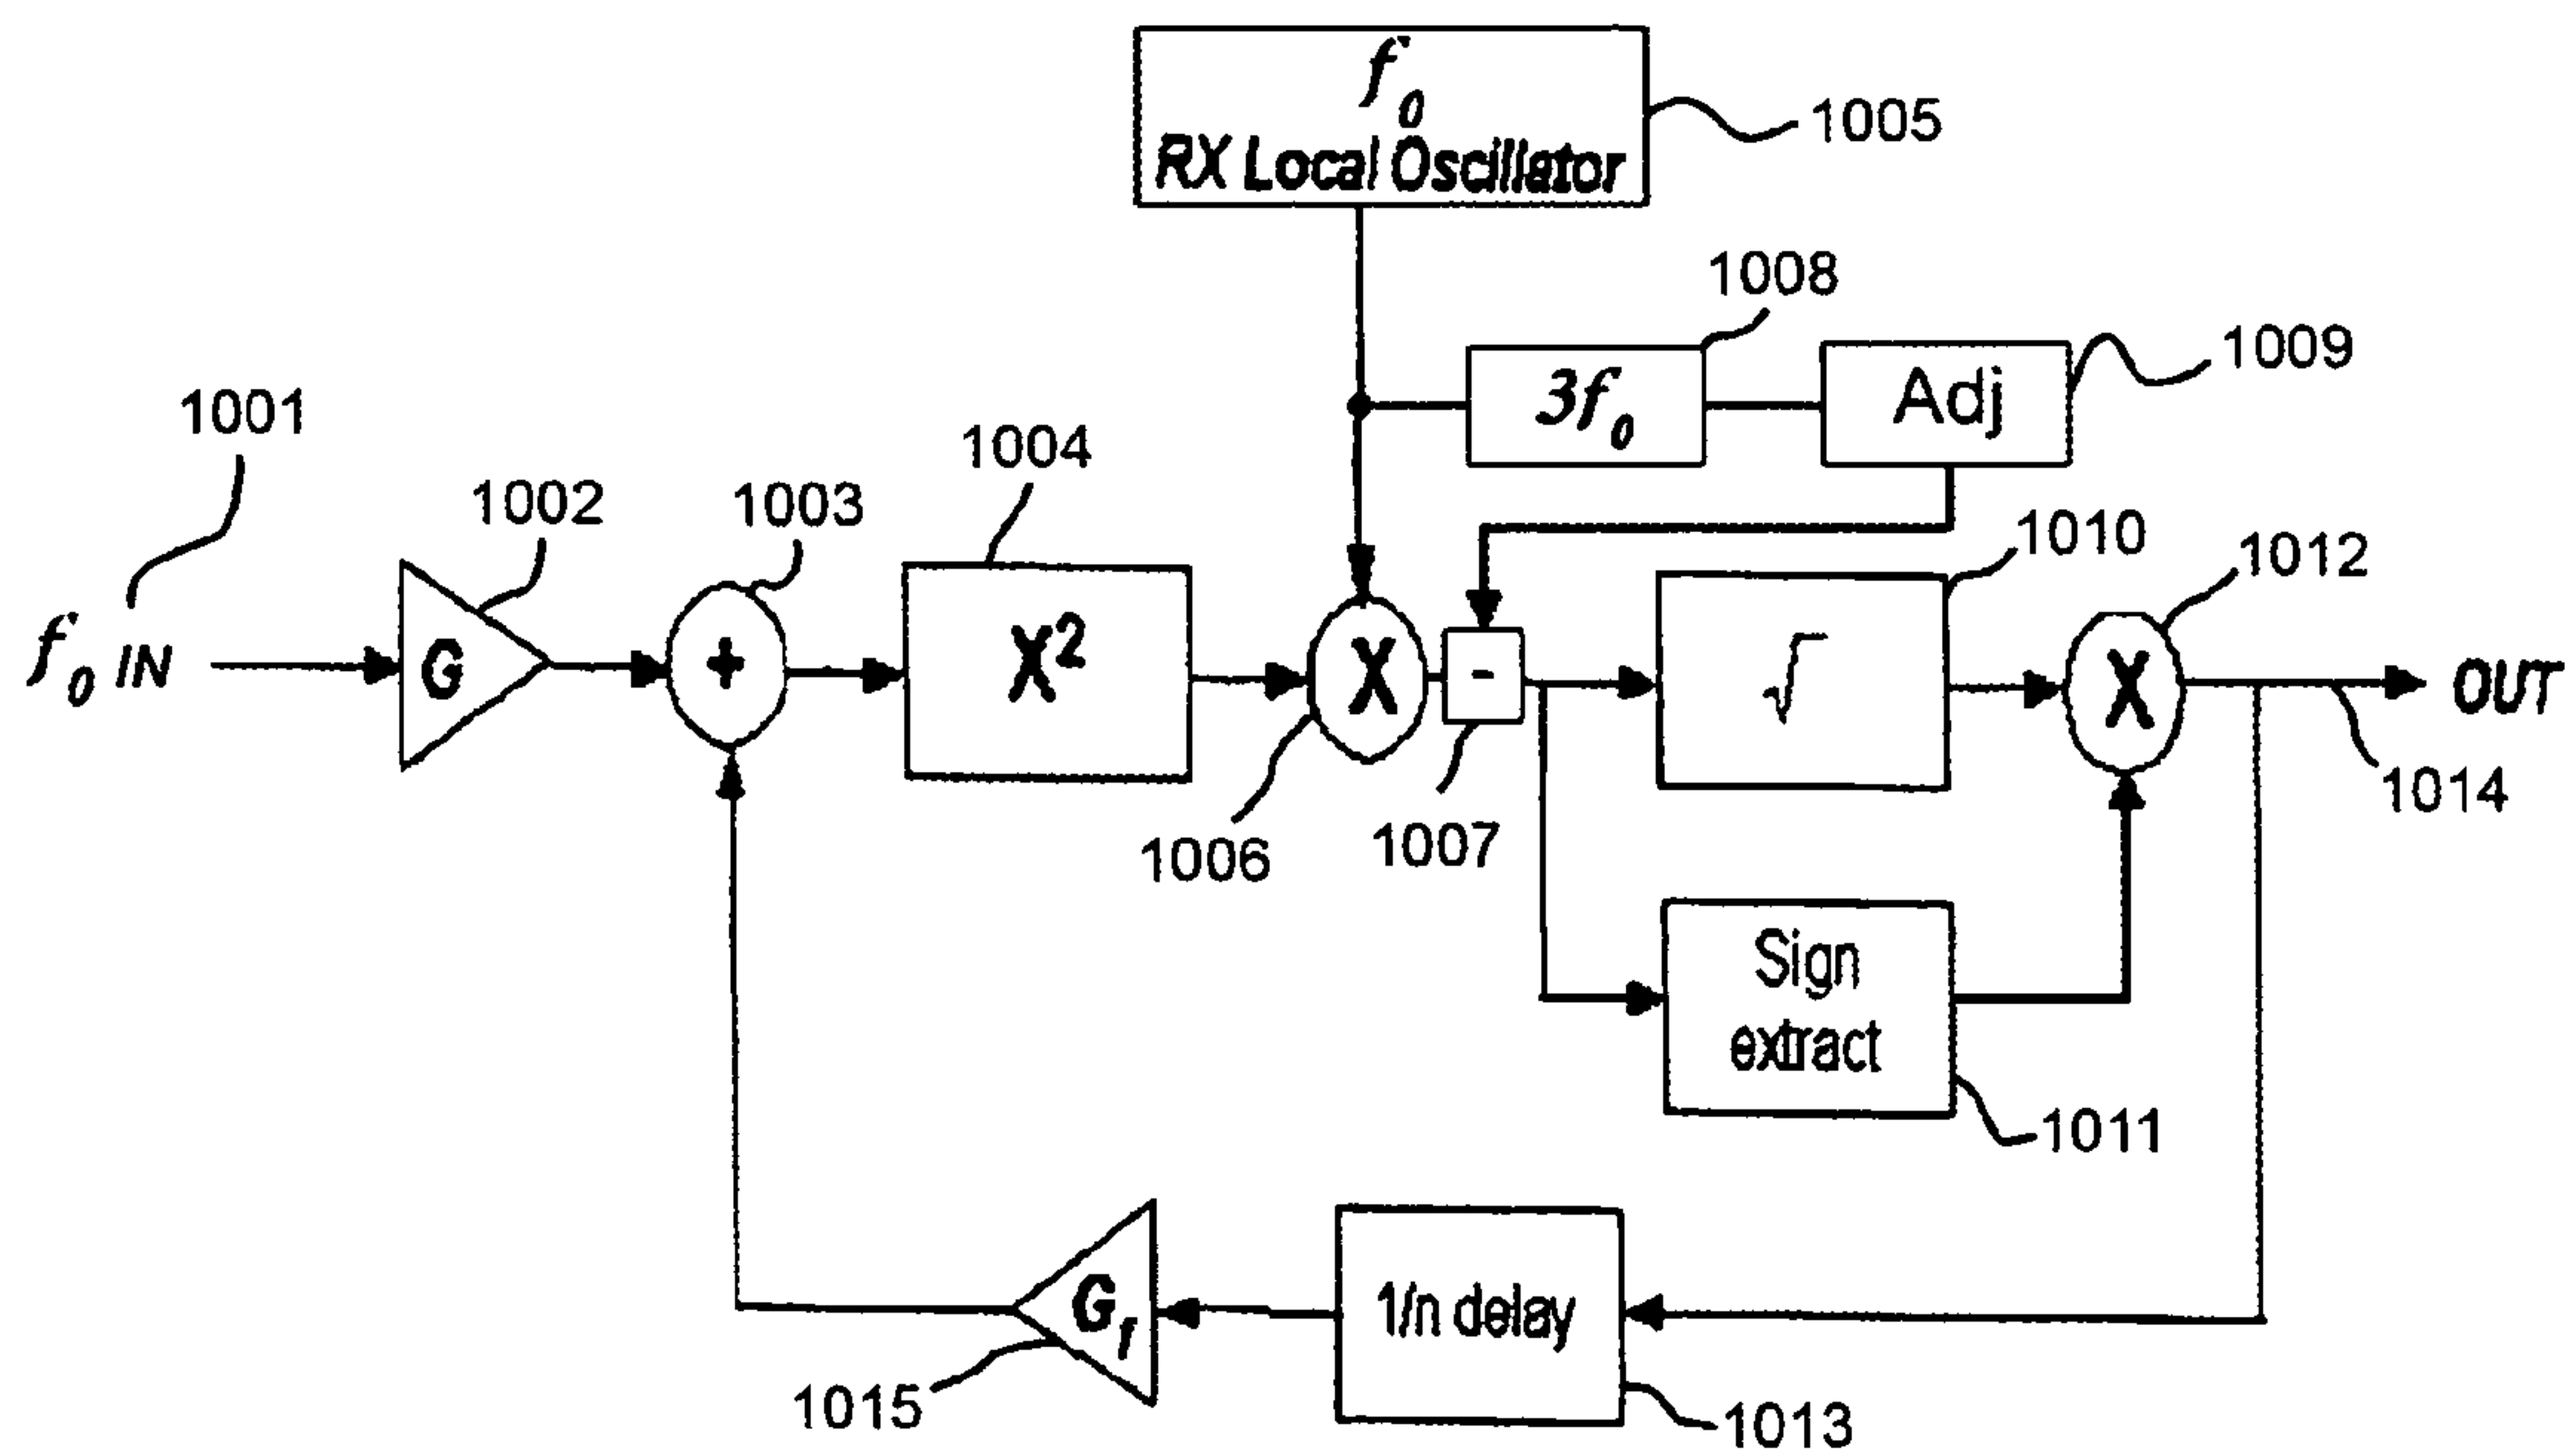 f0
RX Local Oscillator
1005
1008
3f0
Adj
1009
1001
1002
1003
1004
1010
1012
f0 IN
G
+
X²
X
-
√
X
OUT
1006
1007
1014
Sign
extract
1011
Gf
1/n delay
1015
1013